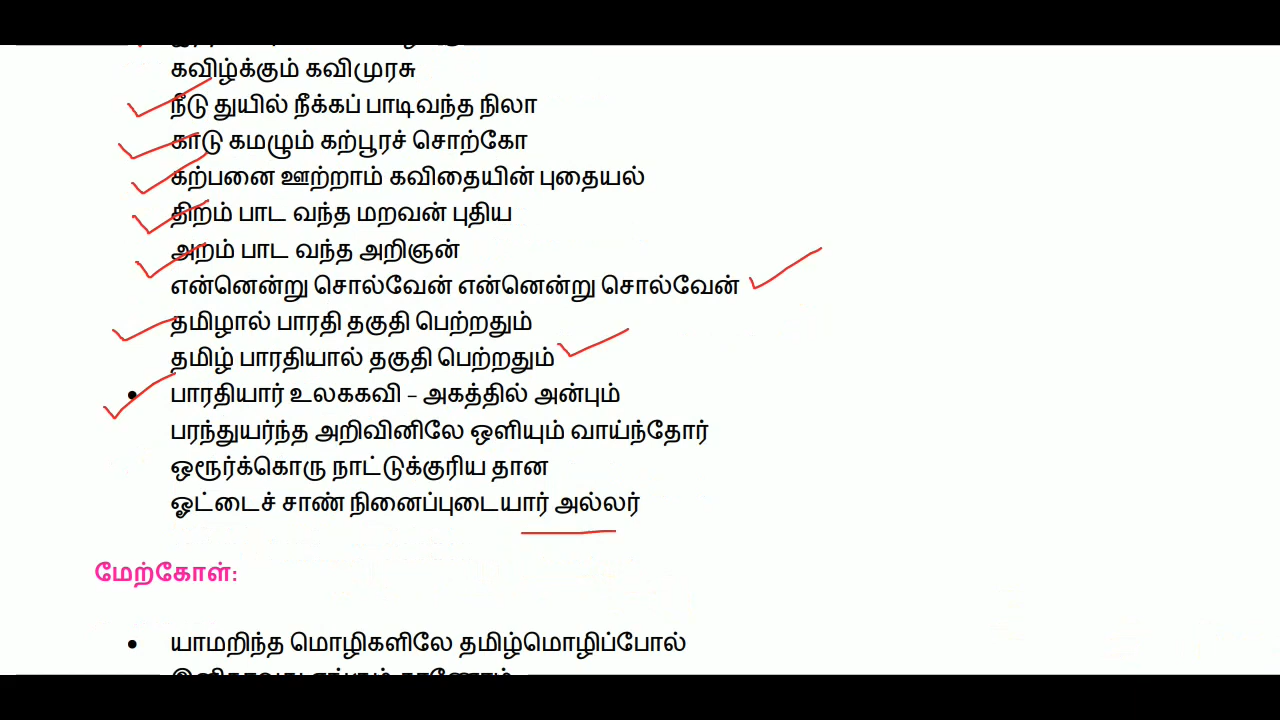 கவிழ்க்கும் கவிமுரசு
நீடு துயில் நீக்கப் பாடிவந்த நிலா
காடு கமழும் கற்பூரச் சொற்கோ
கற்பனை ஊற்றாம் கவிதையின் புதையல்
திறம் பாட வந்த மறவன் புதிய
அறம் பாட வந்த அறிஞன்
என்னென்று சொல்வேன் என்னென்று சொல்வேன்
தமிழால் பாரதி தகுதி பெற்றதும்
தமிழ் பாரதியால் தகுதி பெற்றதும்
• பாரதியார் உலககவி – அகத்தில் அன்பும்
பரந்துயர்ந்த அறிவினிலே ஒளியும் வாய்ந்தோர்
ஒரூர்க்கொரு நாட்டுக்குரிய தான
ஓட்டைச் சாண் நினைப்புடையார் அல்லர்
மேற்கோள்:
• யாமறிந்த மொழிகளிலே தமிழ்மொழிப்போல்